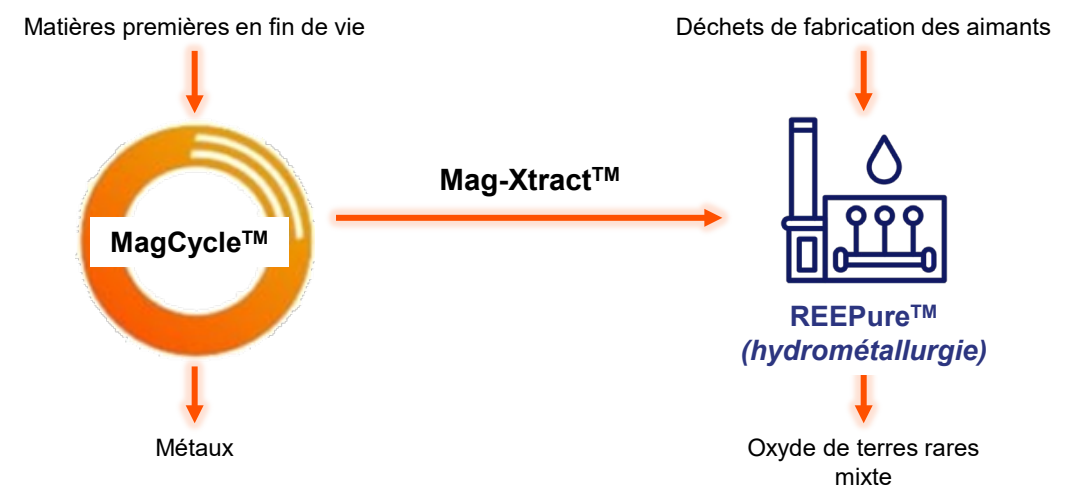 Matières premières en fin de vie
Déchets de fabrication des aimants
Mag-Xtract™
MagCycle™
REEPure™
(hydrométallurgie)
Métaux
Oxyde de terres rares
mixte